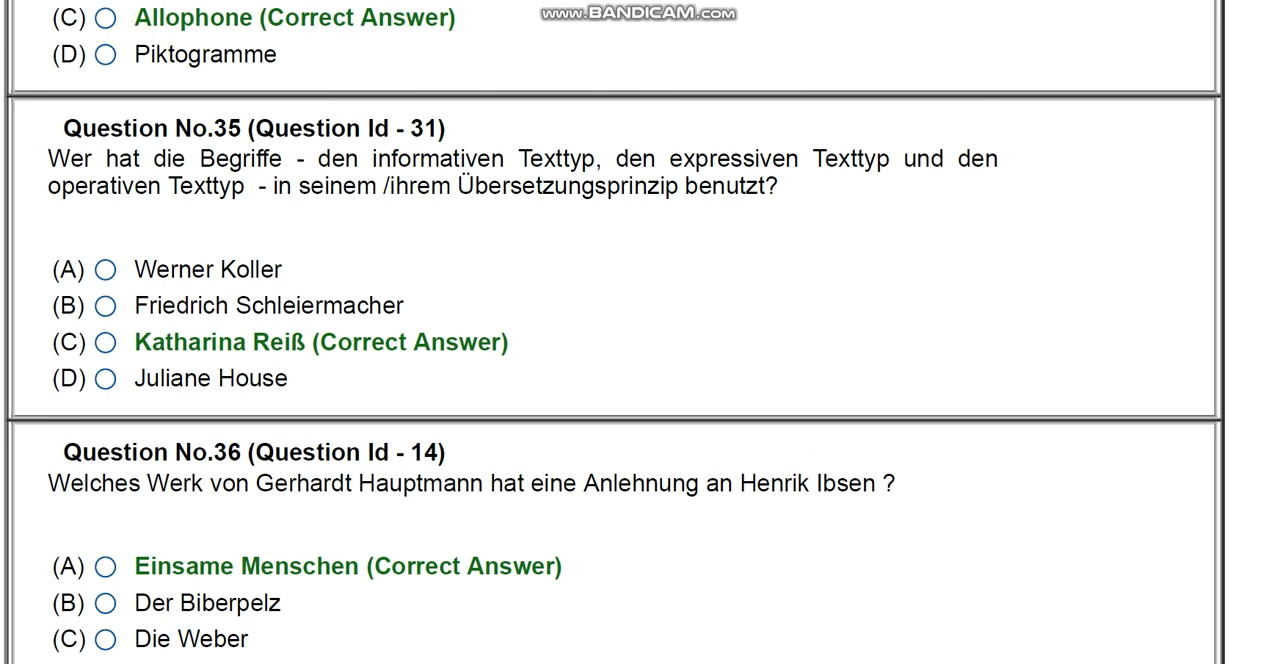 www.BANDICAM.com
(C) Allophone (Correct Answer)
(D) Piktogramme
Question No.35 (Question Id - 31)
Wer hat die Begriffe - den informativen Texttyp, den expressiven Texttyp und den
operativen Texttyp - in seinem /ihrem Übersetzungsprinzip benutzt?
(A) Werner Koller
(B) Friedrich Schleiermacher
(C) Katharina Reiß (Correct Answer)
(D) Juliane House
Question No.36 (Question Id - 14)
Welches Werk von Gerhardt Hauptmann hat eine Anlehnung an Henrik Ibsen ?
(A) Einsame Menschen (Correct Answer)
(B) Der Biberpelz
(C) Die Weber